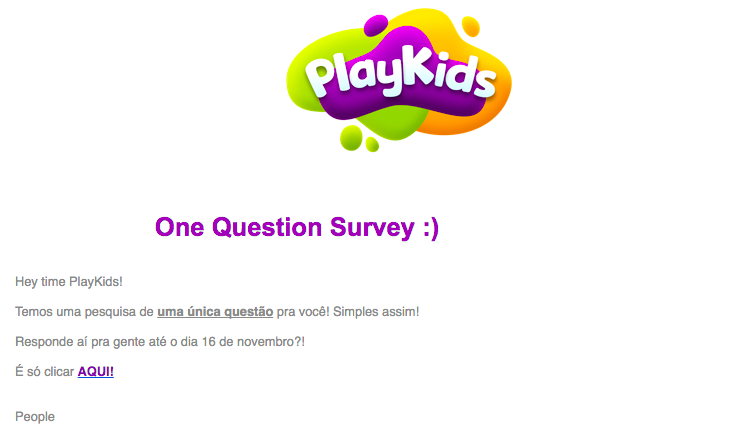 PlayKids
One Question Survey :)
Hey time PlayKids!
Temos uma pesquisa de uma única questão pra você! Simples assim!
Responde aí pra gente até o dia 16 de novembro?!
É só clicar AQUI!
People